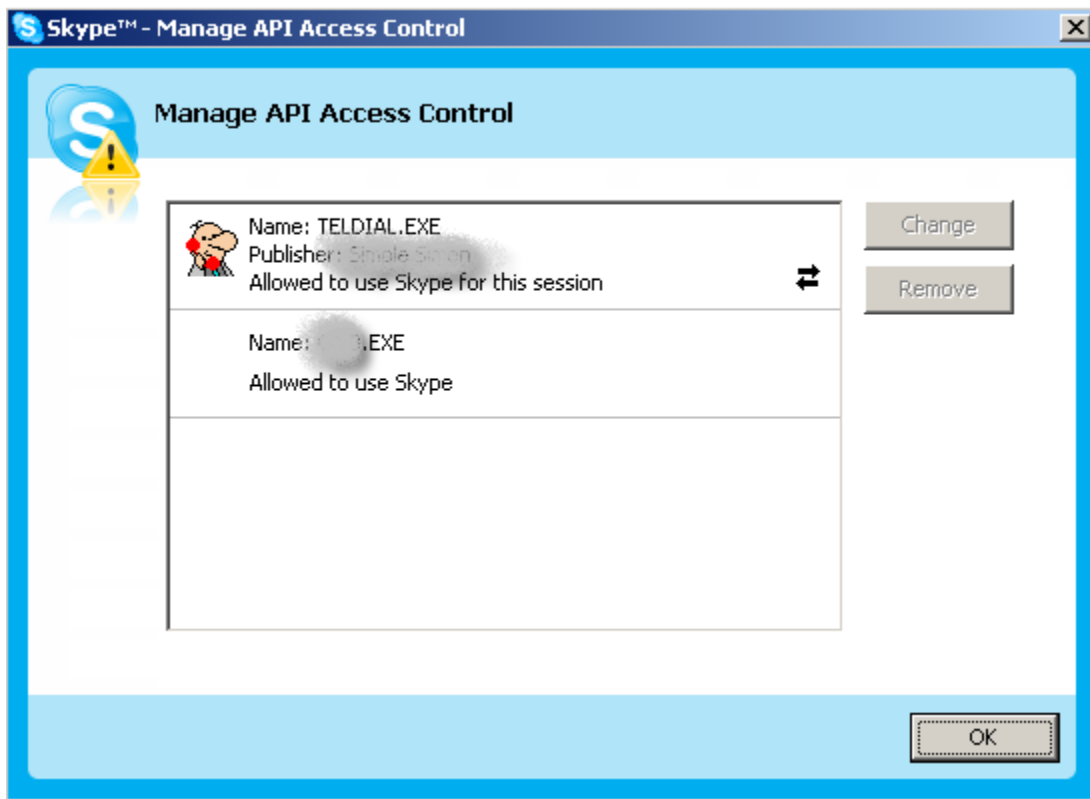 Skype™ - Manage API Access Control
Manage API Access Control
Name: TELDIAL.EXE
Publisher:
Allowed to use Skype for this session
Name: .EXE
Allowed to use Skype
Change
Remove
OK